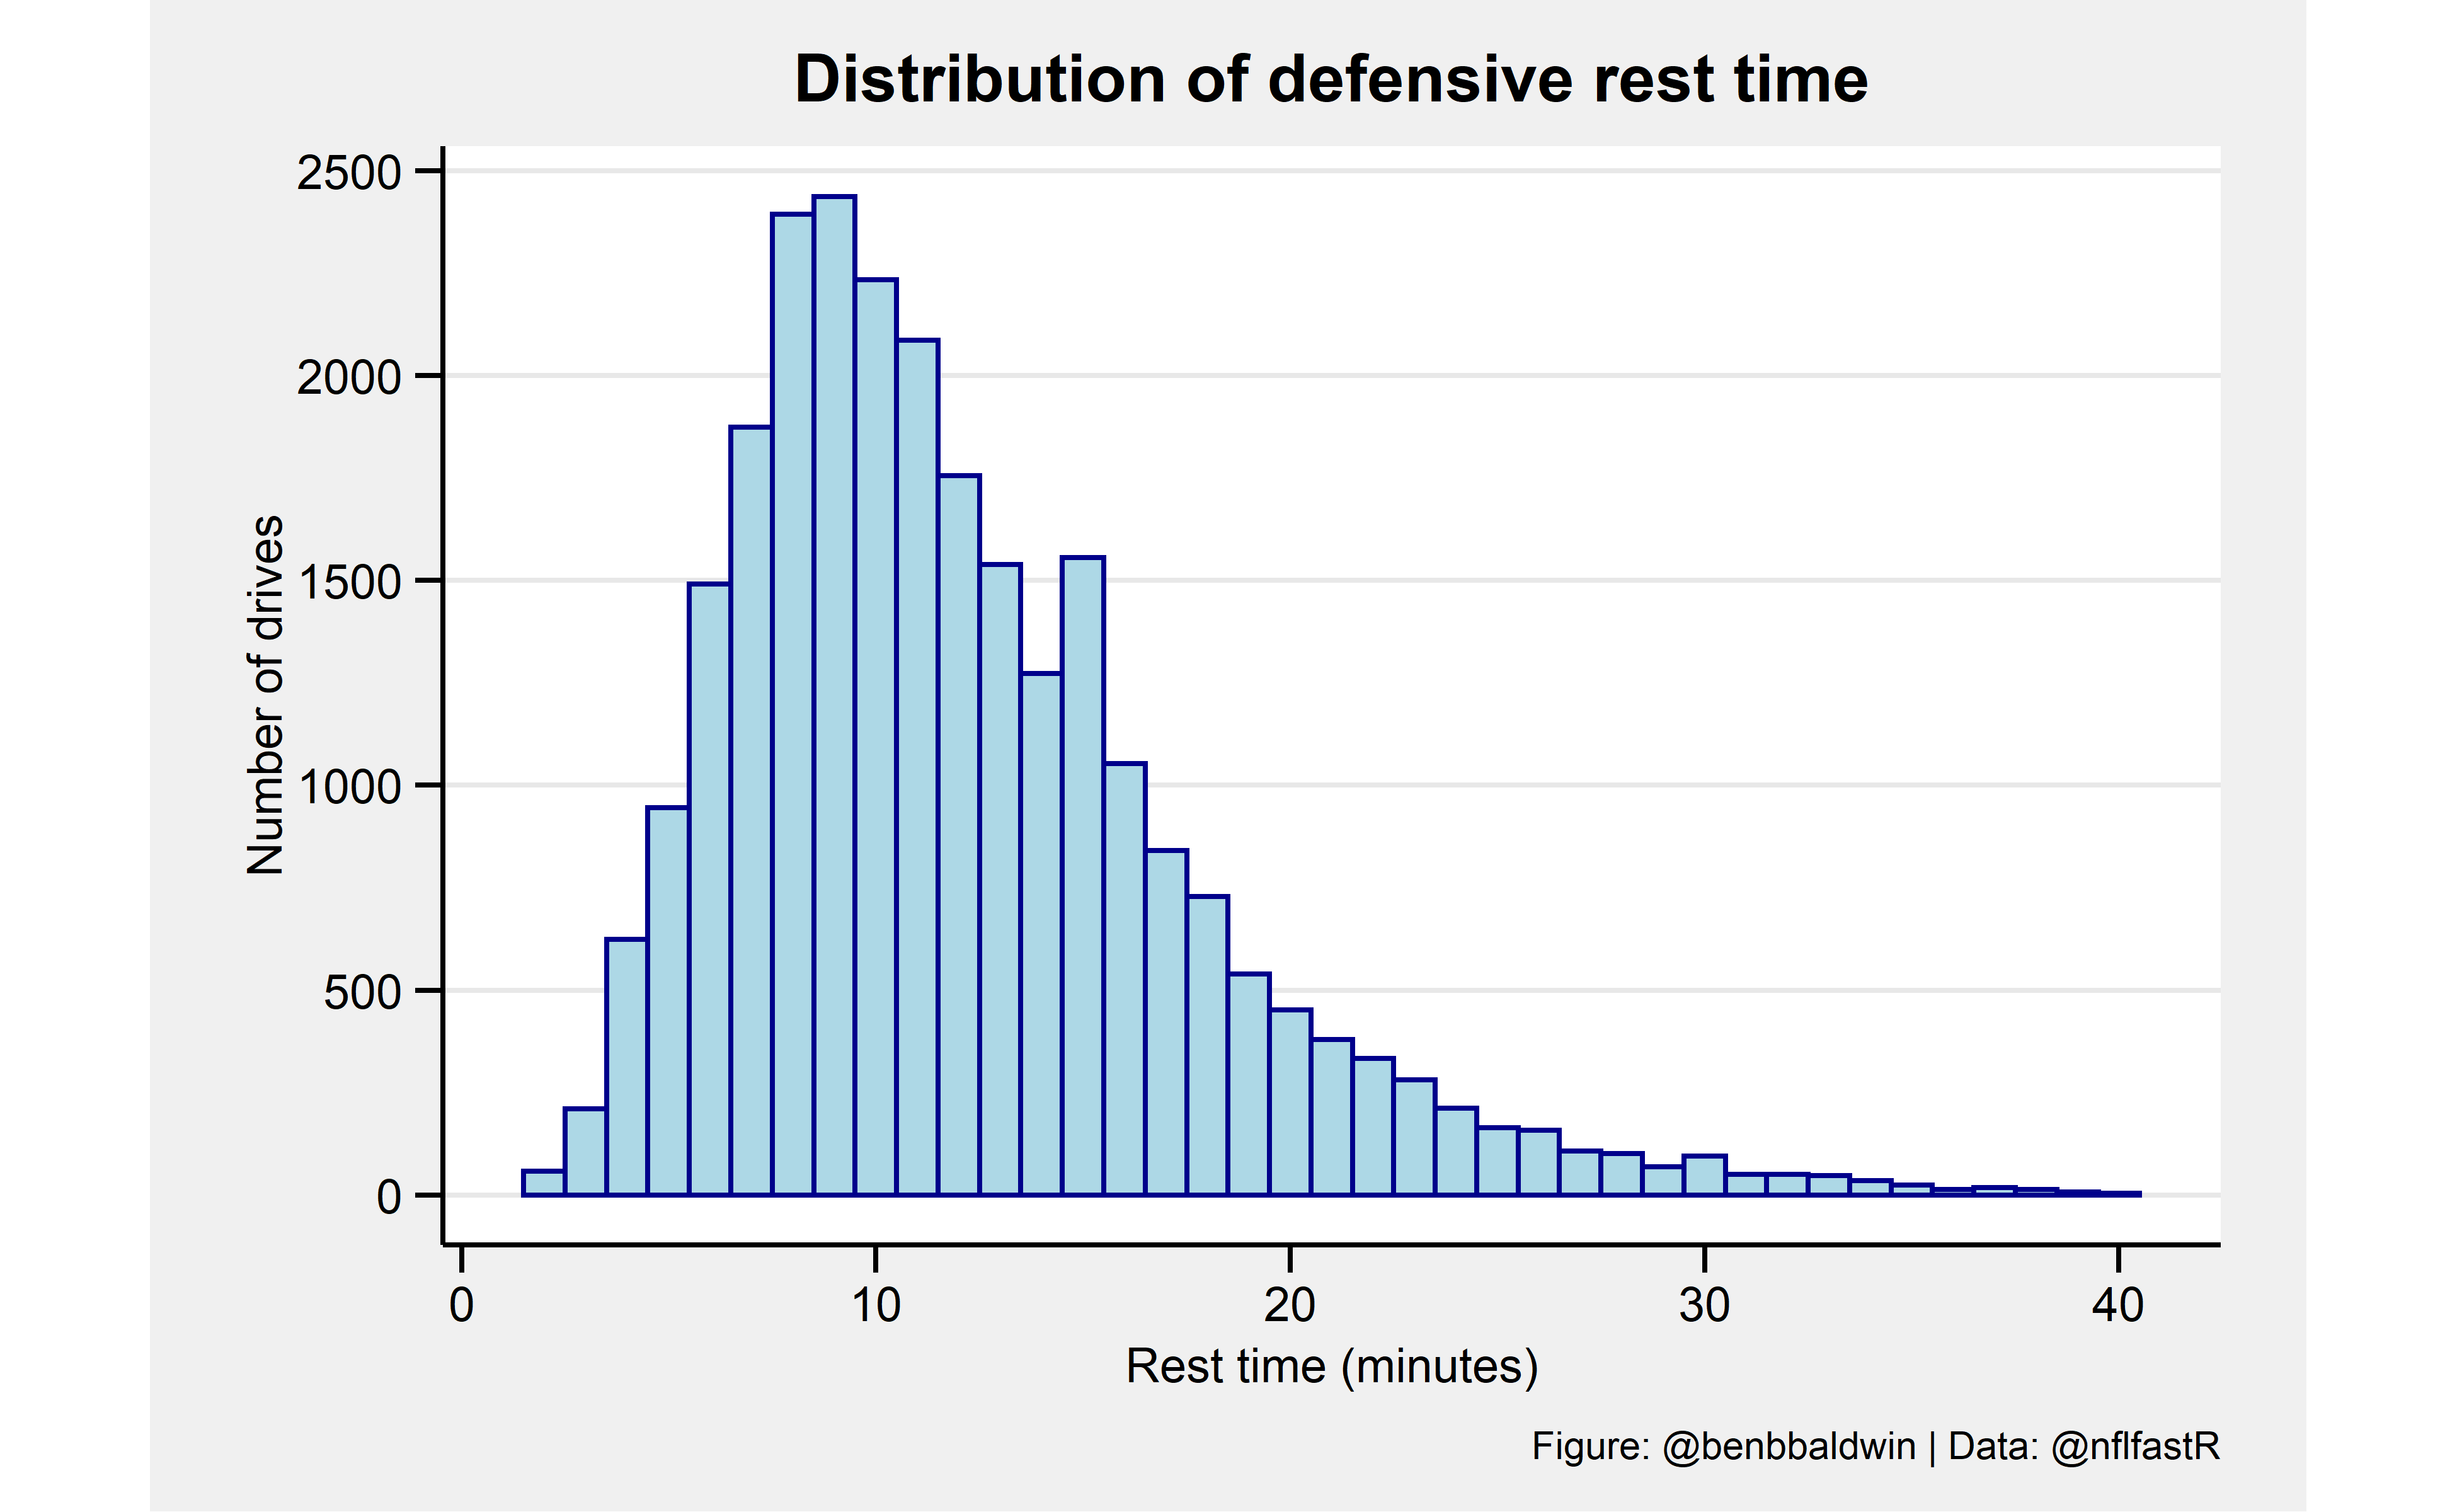 Distribution of defensive rest time
2500
2000
1500
1000
500
0
Number of drives
0 10 20 30 40
Rest time (minutes)
Figure: @benbbaldwin | Data: @nflfastR